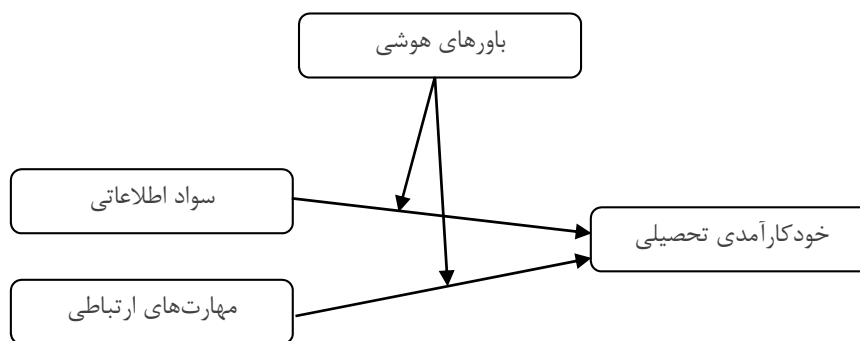 باورهای هوشی
سواد اطلاعاتی
خودکارآمدی تحصیلی
مهارت‌های ارتباطی